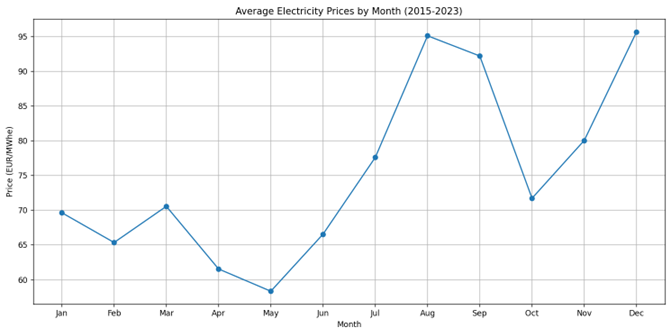 Average Electricity Prices by Month (2015-2023)
95
90
85
80
75
70
65
60
Price (EUR/MWhe)
Jan Feb Mar Apr May Jun Jul Aug Sep Oct Nov Dec
Month